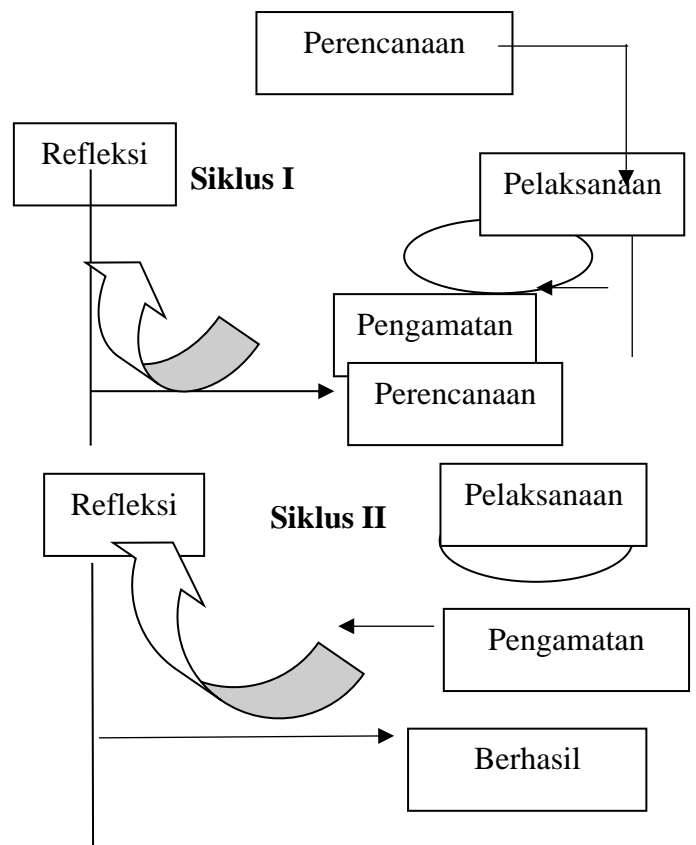 Perencanaan
Refleksi
Siklus I
Pelaksanaan
Pengamatan
Perencanaan
Refleksi
Siklus II
Pelaksanaan
Pengamatan
Berhasil